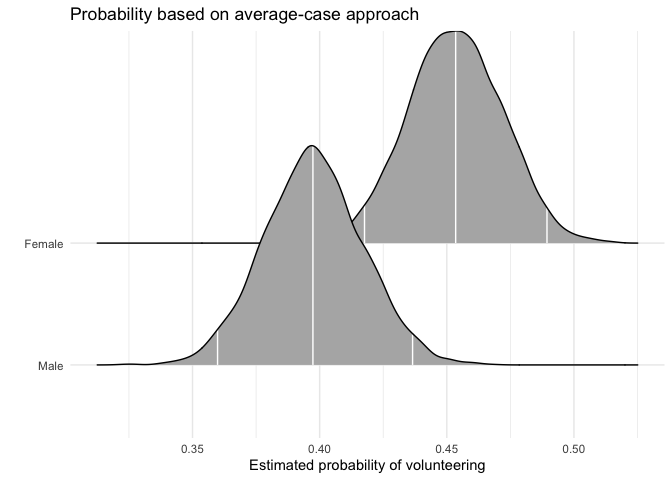 Probability based on average-case approach
Female
Male
0.35 0.40 0.45 0.50
Estimated probability of volunteering